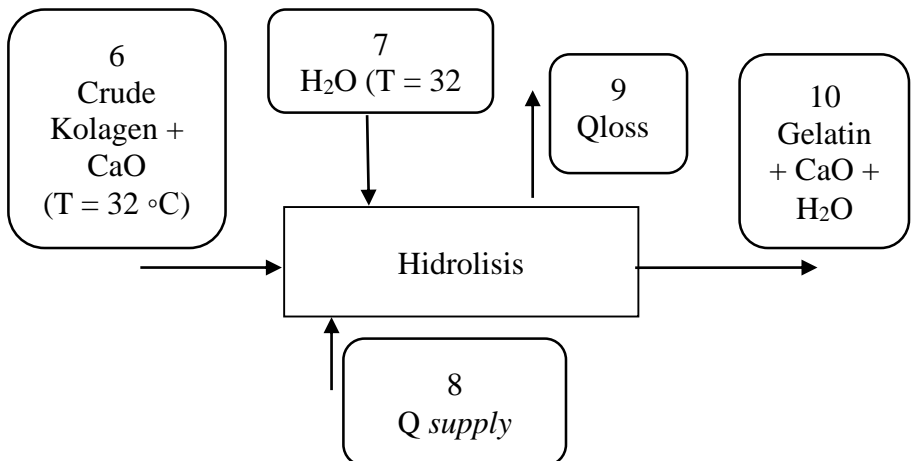 6
Crude
Kolagen +
CaO
(T = 32 ◦C)
7
H₂O (T = 32
9
Qloss
10
Gelatin
+ CaO +
H₂O
Hidrolisis
8
Q supply